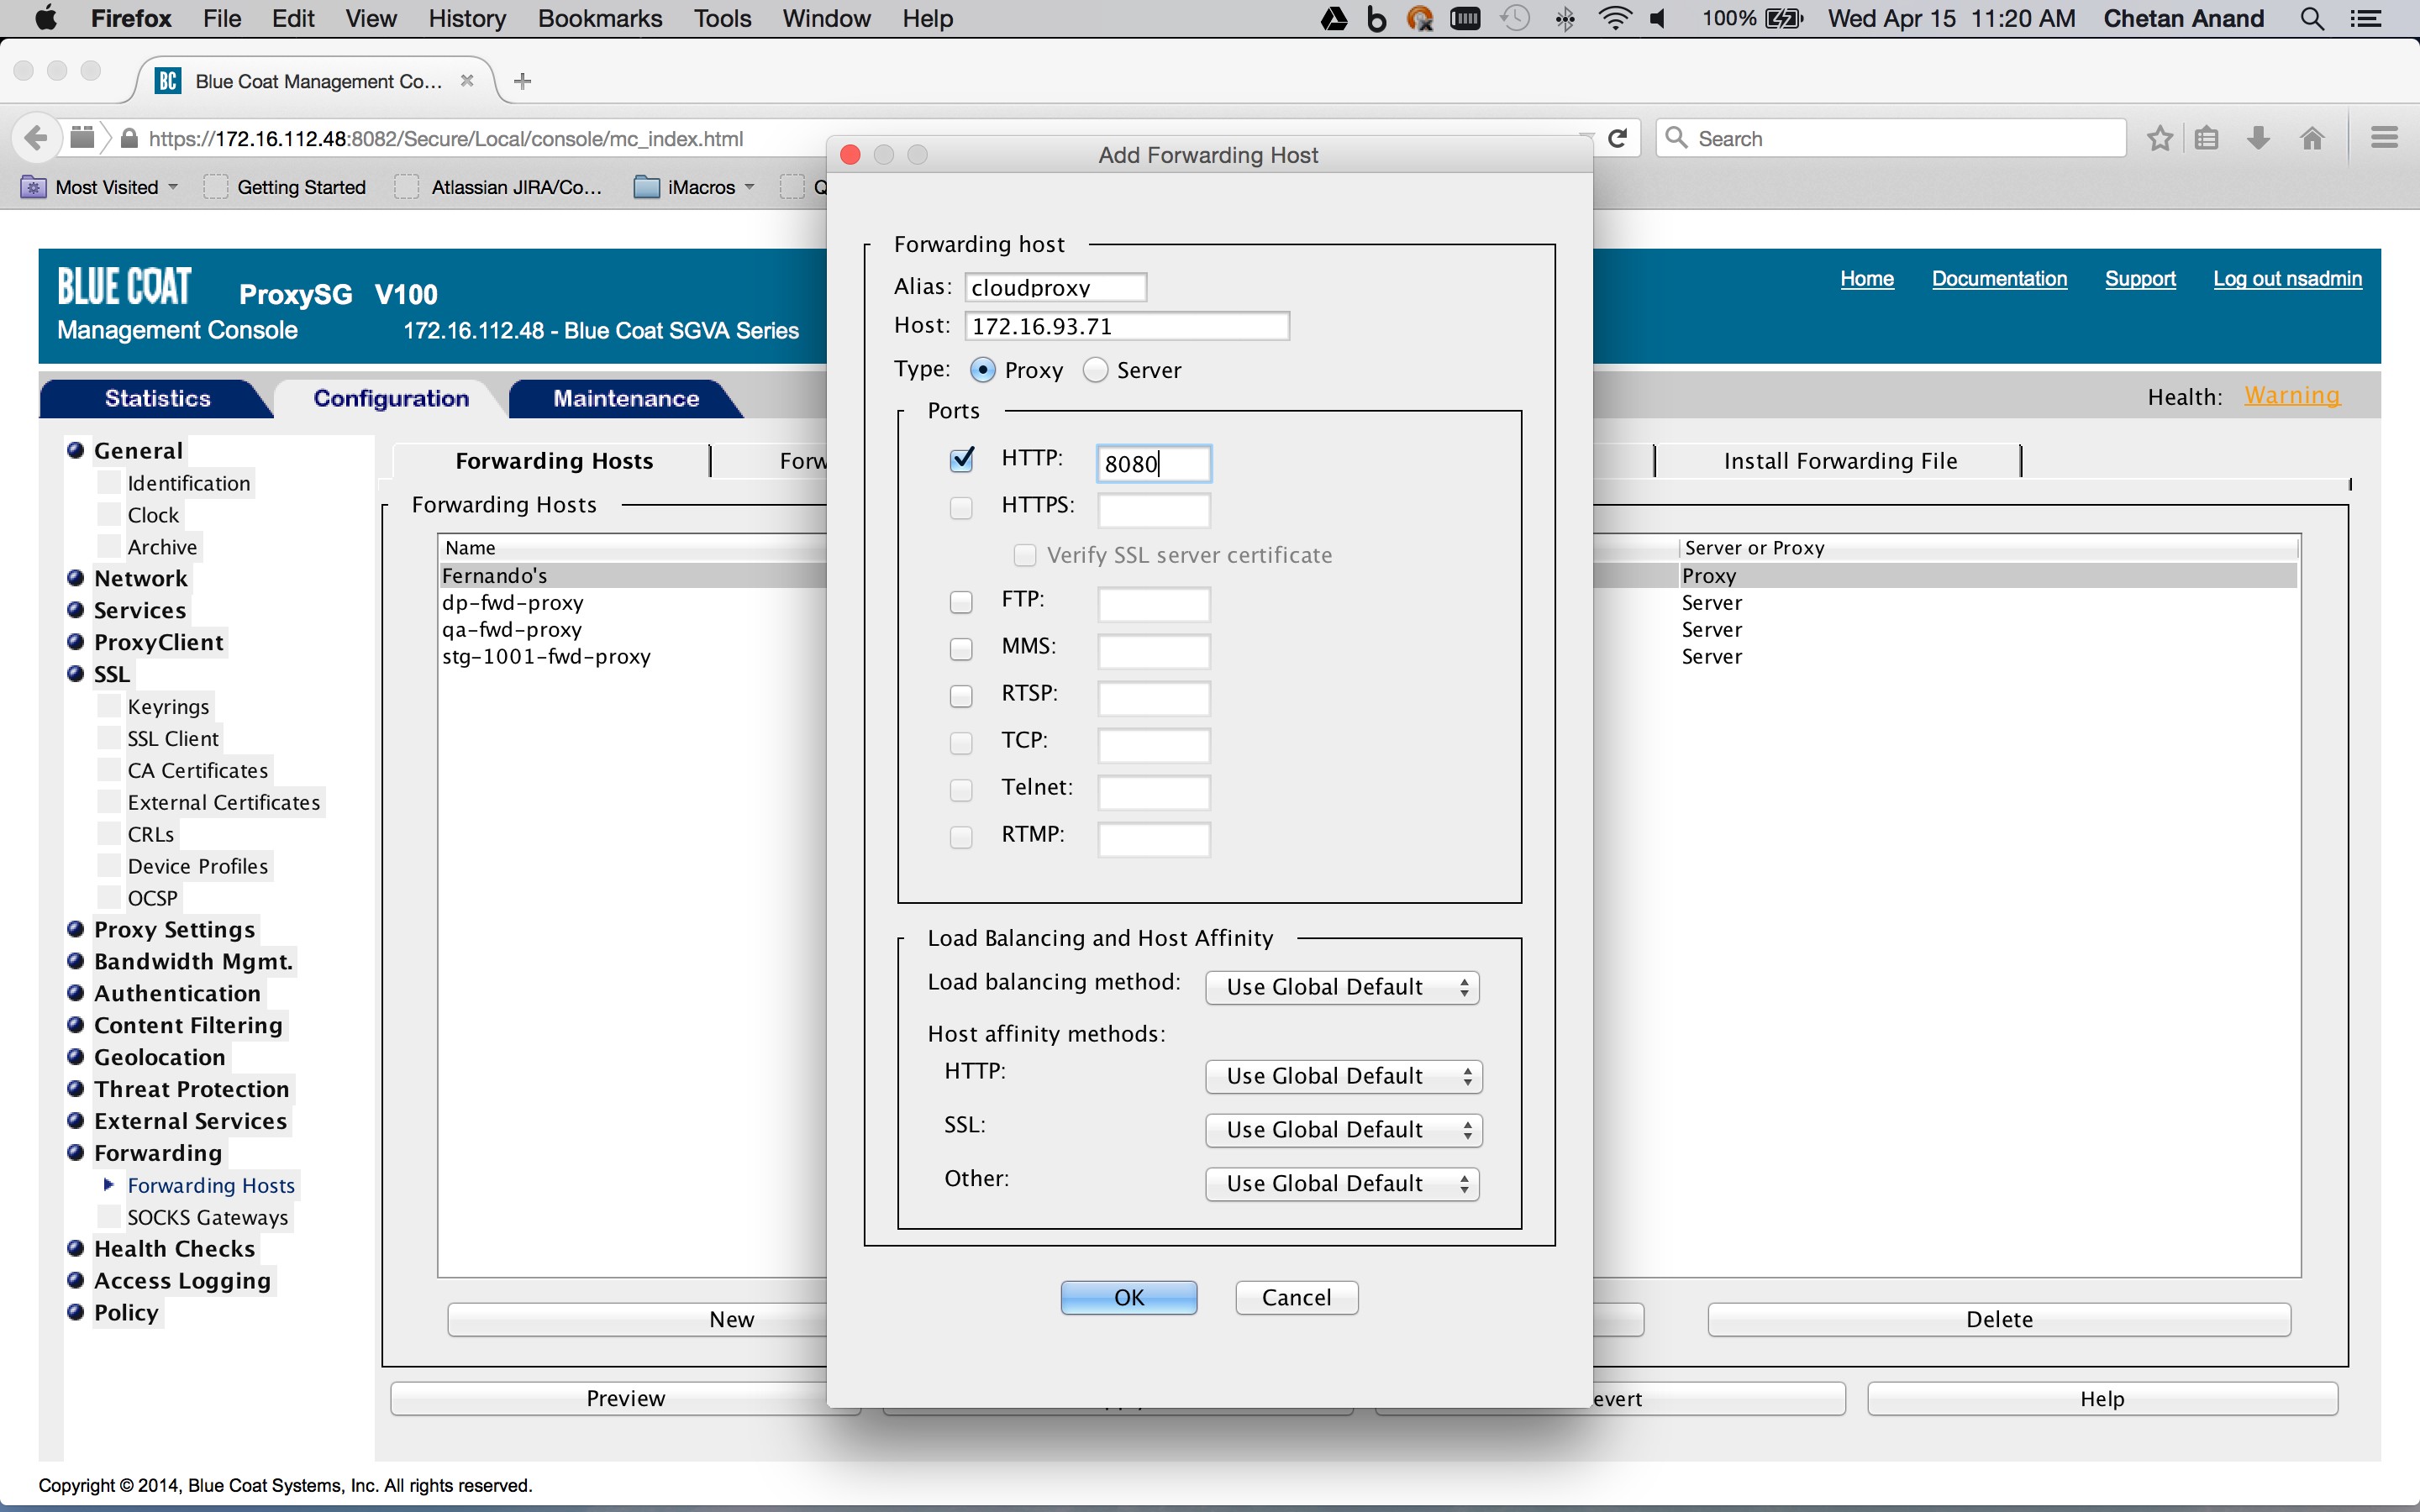 Firefox File Edit View History Bookmarks Tools Window Help 100% Wed Apr 15 11:20 AM Chetan Anand
BC Blue Coat Management Co...
https://172.16.112.48:8082/Secure/Local/console/mc_index.html
Search
Most Visited Getting Started Atlassian JIRA/Co... iMacros Q
BLUE COAT ProxySG V100
Management Console 172.16.112.48 - Blue Coat SGVA Series
Home Documentation Support Log out nsadmin
Statistics Configuration Maintenance
Health: Warning
General
Identification
Clock
Archive
Network
Services
ProxyClient
SSL
Keyrings
SSL Client
CA Certificates
External Certificates
CRLs
Device Profiles
OCSP
Proxy Settings
Bandwidth Mgmt.
Authentication
Content Filtering
Geolocation
Threat Protection
External Services
Forwarding
Forwarding Hosts
SOCKS Gateways
Health Checks
Access Logging
Policy
Forwarding Hosts Forw Install Forwarding File
Forwarding Hosts
Name Server or Proxy
Fernando's Proxy
dp-fwd-proxy Server
qa-fwd-proxy Server
stg-1001-fwd-proxy Server
New Delete
Preview evert Help
Add Forwarding Host
Forwarding host
Alias: cloudproxy
Host: 172.16.93.71
Type: Proxy Server
Ports
HTTP: 8080
HTTPS:
Verify SSL server certificate
FTP:
MMS:
RTSP:
TCP:
Telnet:
RTMP:
Load Balancing and Host Affinity
Load balancing method: Use Global Default
Host affinity methods:
HTTP: Use Global Default
SSL: Use Global Default
Other: Use Global Default
OK Cancel
Copyright © 2014, Blue Coat Systems, Inc. All rights reserved.